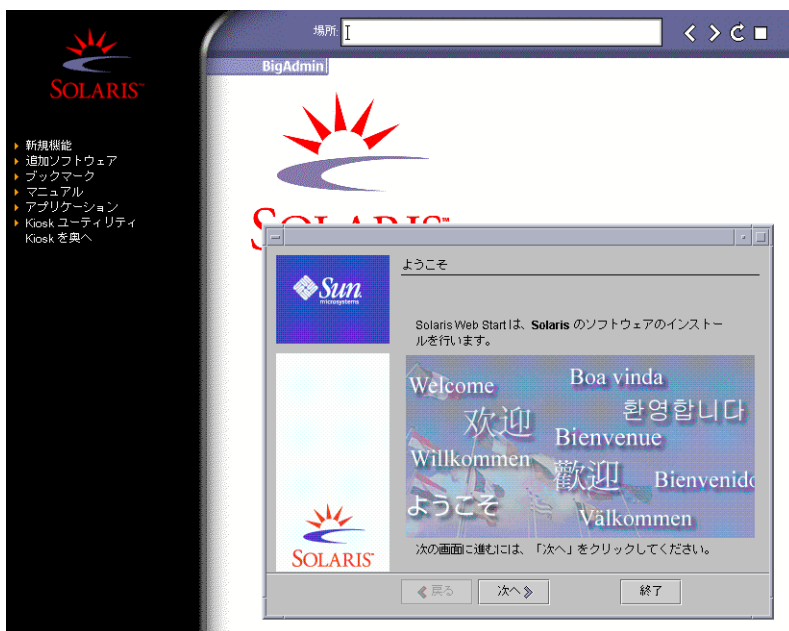 SOLARIS™
新規機能
追加ソフトウェア
ブックマーク
マニュアル
アプリケーション
Kiosk ユーティリティ
Kiosk を奥へ
場所:
BigAdmin
SOLARIS™
Sun
microsystems
SOLARIS™
ようこそ
Solaris Web Start は、Solaris のソフトウェアのインストー
ルを行います。
Welcome
Boa vinda
欢迎
환영합니다
Bienvenue
Willkommen
歡迎
Bienvenido
ようこそ
Välkommen
次の画面に進むには、「次へ」をクリックしてください。
戻る
次へ
終了